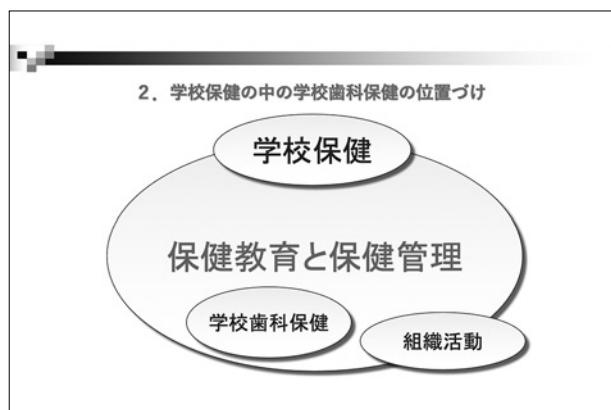 2．学校保健の中の学校歯科保健の位置づけ
学校保健
保健教育と保健管理
学校歯科保健
組織活動